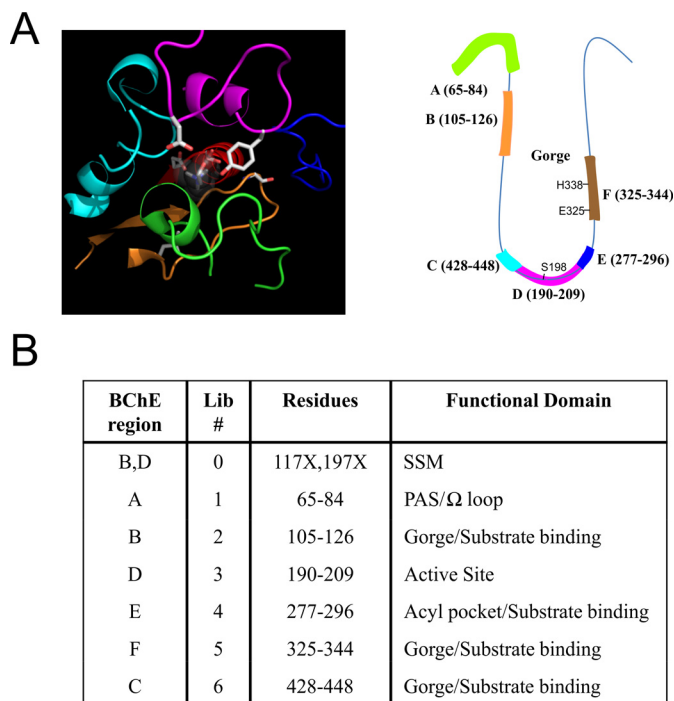 A
A (65-84)
B (105-126)
Gorge
H338
F (325-344)
E325
C (428-448)
S198
E (277-296)
D (190-209)
B
BChE region Lib # Residues Functional Domain
B,D 0 117X,197X SSM
A 1 65-84 PAS/Ω loop
B 2 105-126 Gorge/Substrate binding
D 3 190-209 Active Site
E 4 277-296 Acyl pocket/Substrate binding
F 5 325-344 Gorge/Substrate binding
C 6 428-448 Gorge/Substrate binding